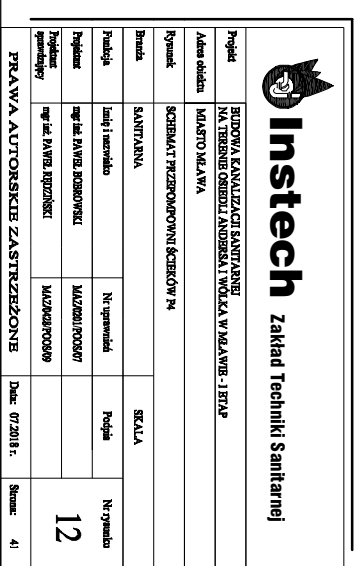 Instech Zakład Techniki Sanitarnej
Projekt BUDOWA KANALIZACJI SANITARNEJ
NA TERENIE OSIEDLI ANDERSA I WÓLKA W MŁAWIE - I ETAP
Adres obiektu MIASTO MŁAWA
Rysunek SCHEMAT PRZEPOMPOWNI ŚCIEKÓW P4
Branża SANITARNA SKALA
Funkcja Imię i nazwisko Nr uprawnień Podpis Nr rysunku
Projektant mgr inż. PAWEŁ BOBROWSKI MAZ/0201/POOS/07
12
Projektant
sprawdzający mgr inż. PAWEŁ RĘDZIŃSKI MAZ/0428/POOS/09
PRAWA AUTORSKIE ZASTRZEŻONE Data: 07.2018 r. Strona: 41